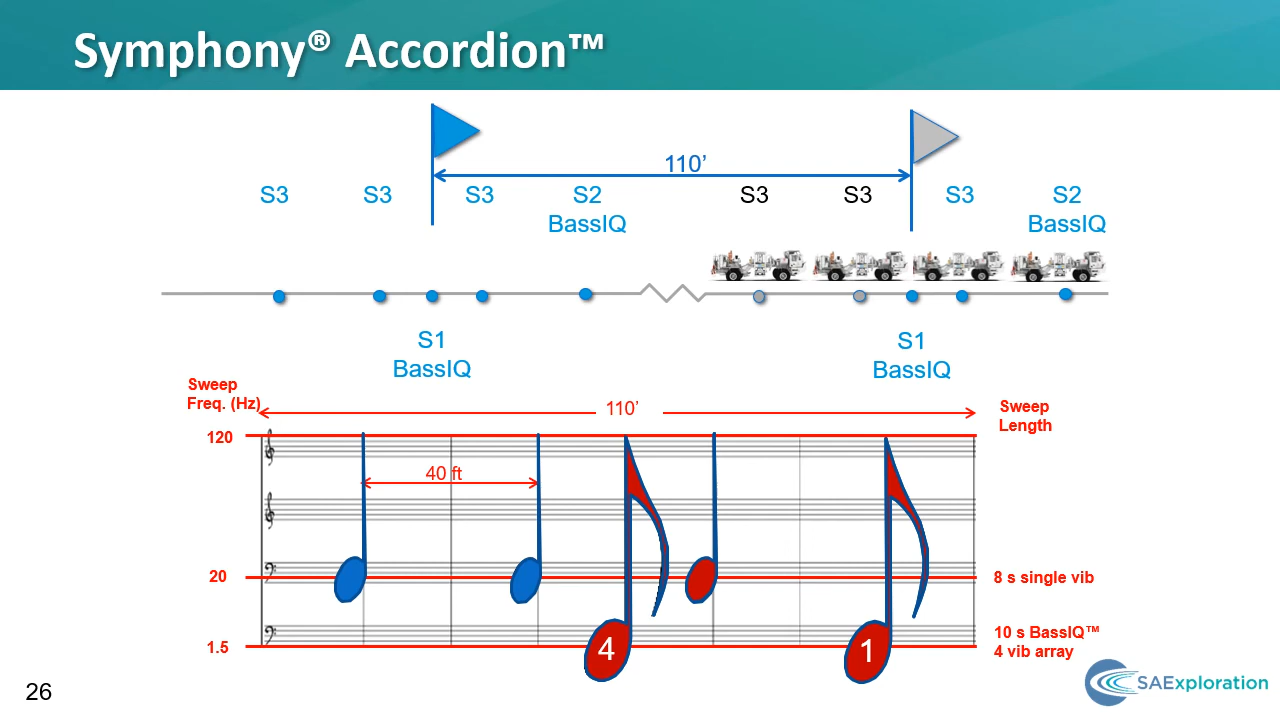 Symphony® Accordion™
110’
S3 S3 S3 S2 S3 S3 S3 S2
BassIQ BassIQ
S1 S1
BassIQ BassIQ
Sweep
Freq. (Hz)
110’
Sweep
Length
120
40 ft
20
8 s single vib
1.5
10 s BassIQ™
4 vib array
4
1
SAExploration
26